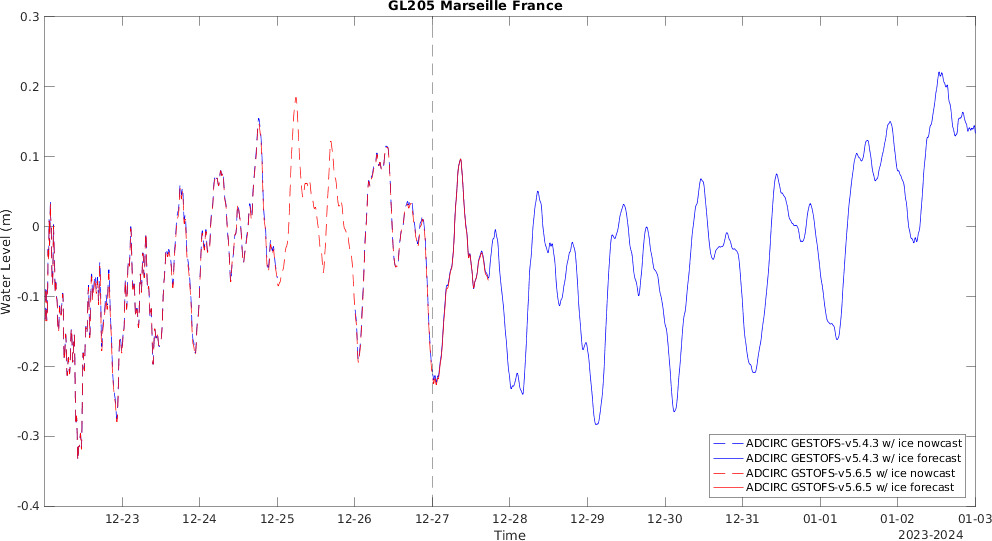 GL205 Marseille France
0.3
0.2
0.1
0
-0.1
-0.2
-0.3
-0.4
Water Level (m)
ADCIRC GESTOFS-v5.4.3 w/ ice nowcast
ADCIRC GESTOFS-v5.4.3 w/ ice forecast
ADCIRC GSTOFS-v5.6.5 w/ ice nowcast
ADCIRC GSTOFS-v5.6.5 w/ ice forecast
12-23 12-24 12-25 12-26 12-27 12-28 12-29 12-30 12-31 01-01 01-02 01-03
Time
2023-2024